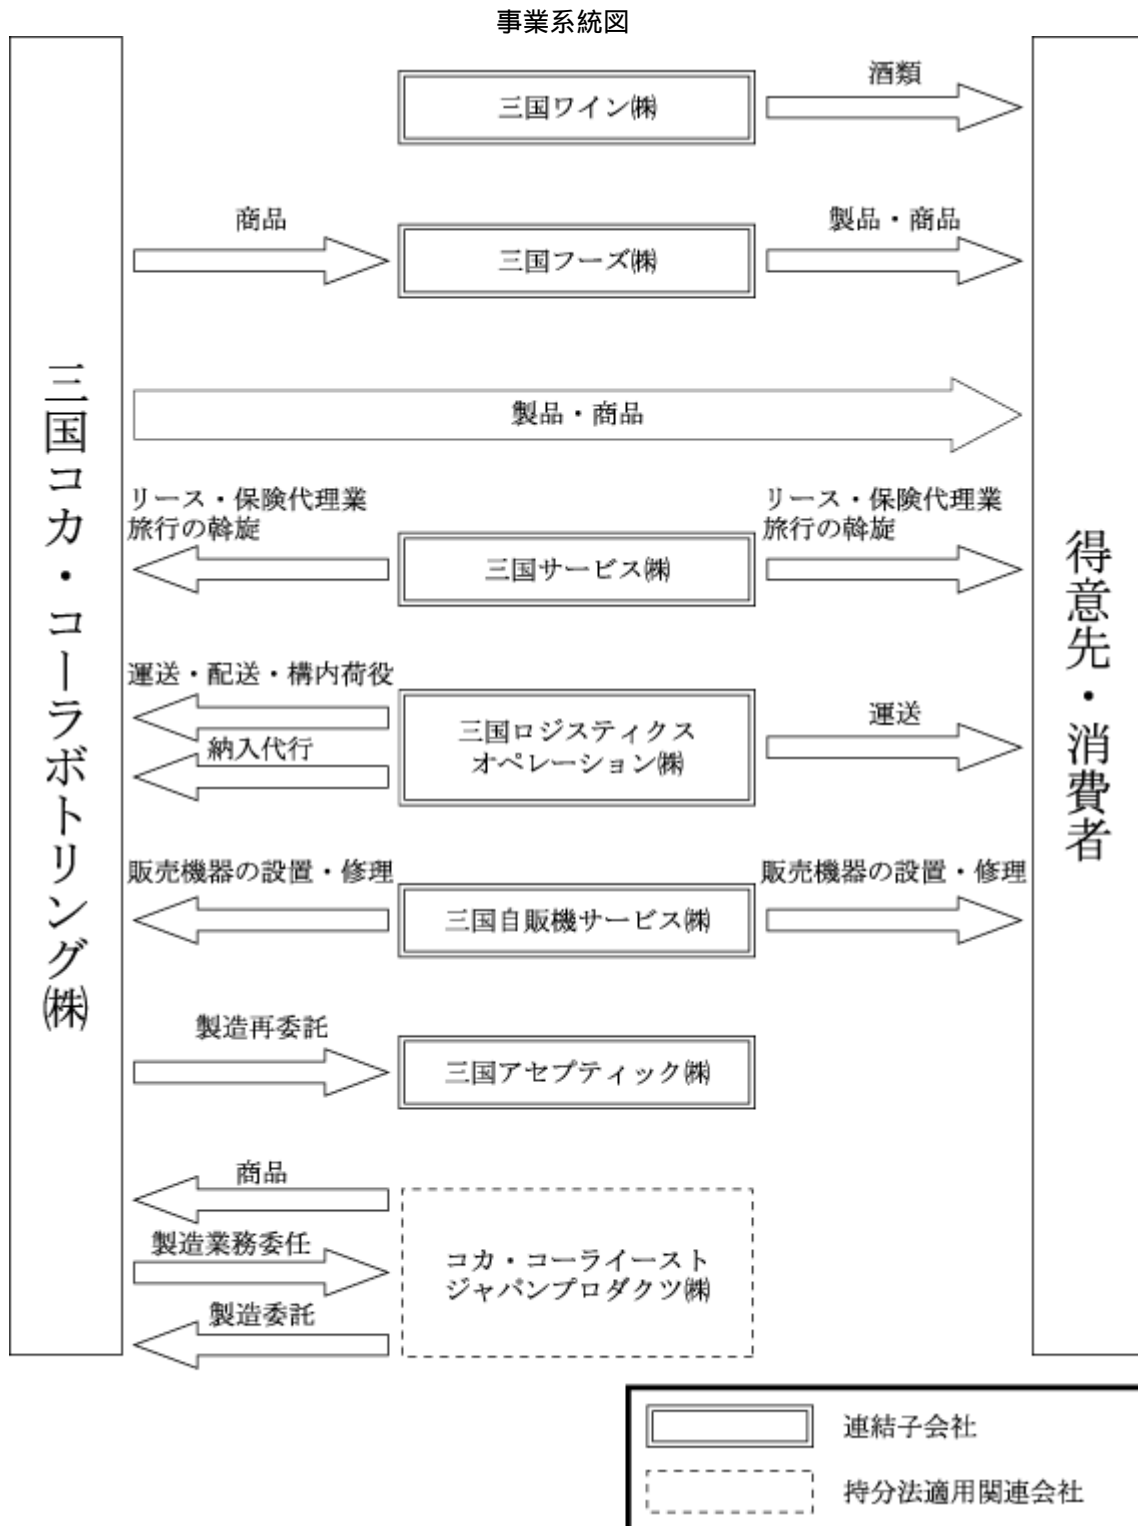 事業系統図
三国コカ・コーラボトリング㈱
得意先・消費者
三国ワイン㈱
酒類
商品
三国フーズ㈱
製品・商品
製品・商品
リース・保険代理業
旅行の斡旋
三国サービス㈱
リース・保険代理業
旅行の斡旋
運送・配送・構内荷役
納入代行
三国ロジスティクス
オペレーション㈱
運送
販売機器の設置・修理
三国自販機サービス㈱
販売機器の設置・修理
製造再委託
三国アセプティック㈱
商品
製造業務委任
製造委託
コカ・コーライースト
ジャパンプロダクツ㈱
連結子会社
持分法適用関連会社